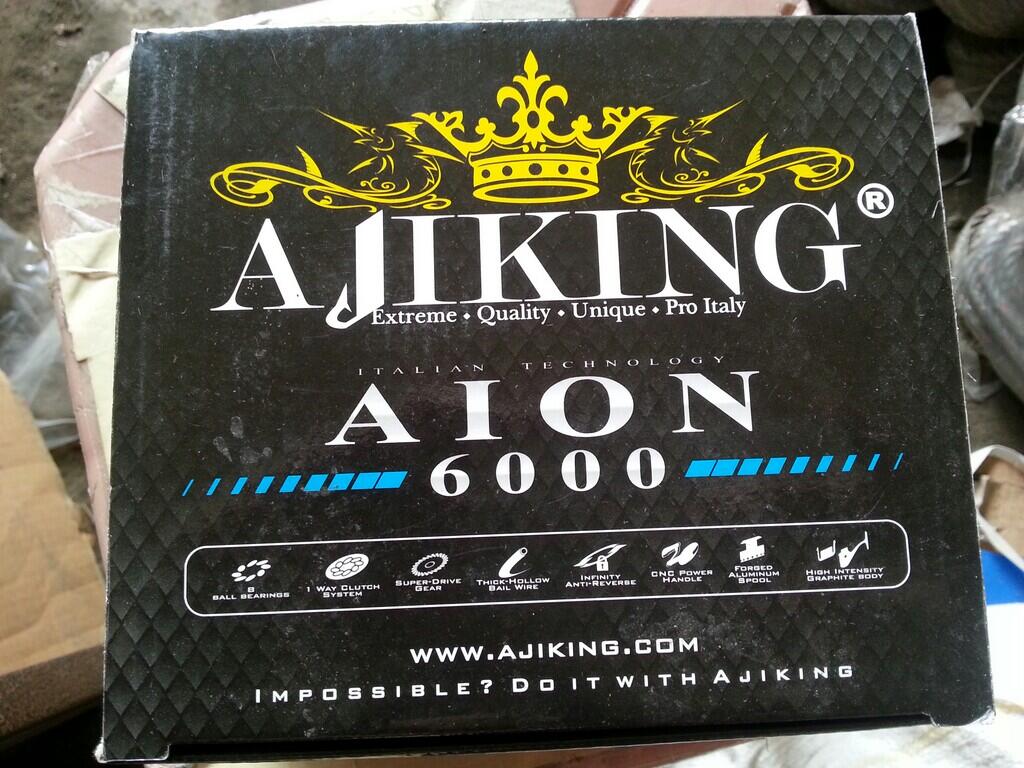 AJIKING®
Extreme • Quality • Unique • Pro Italy
ITALIAN TECHNOLOGY
AION
6000
8 BALL BEARINGS
1 WAY CLUTCH SYSTEM
SUPER-DRIVE GEAR
THICK-HOLLOW BAIL WIRE
INFINITY ANTI-REVERSE
CNC POWER HANDLE
FORGED ALUMINUM SPOOL
HIGH INTENSITY GRAPHITE BODY
WWW.AJIKING.COM
IMPOSSIBLE? DO IT WITH AJIKING